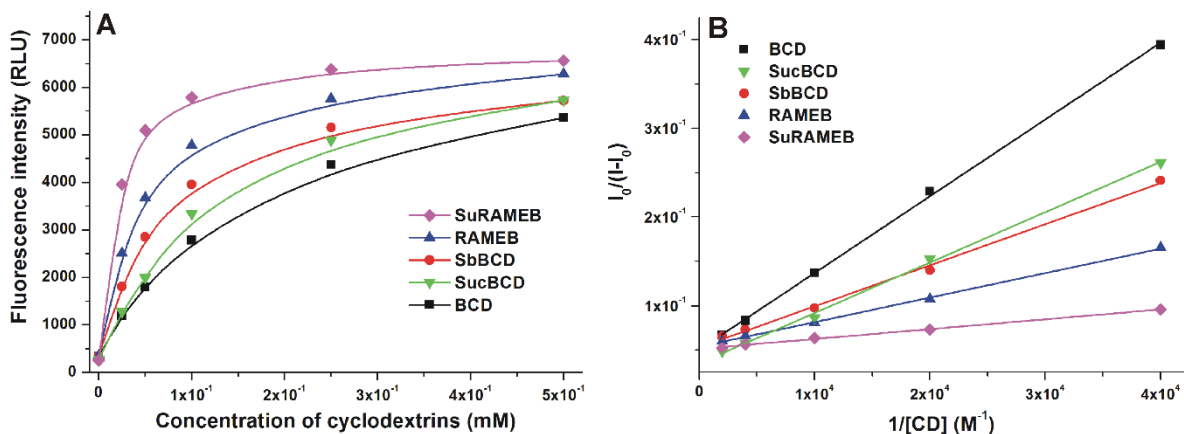 A
Fluorescence intensity (RLU)
7000
6000
5000
4000
3000
2000
1000
0
SuRAMEB
RAMEB
SbBCD
SucBCD
BCD
0
1x10⁻¹
2x10⁻¹
3x10⁻¹
4x10⁻¹
5x10⁻¹
Concentration of cyclodextrins (mM)
B
I₀/(I-I₀)
4x10⁻¹
3x10⁻¹
2x10⁻¹
1x10⁻¹
BCD
SucBCD
SbBCD
RAMEB
SuRAMEB
0
1x10⁴
2x10⁴
3x10⁴
4x10⁴
1/[CD] (M⁻¹)